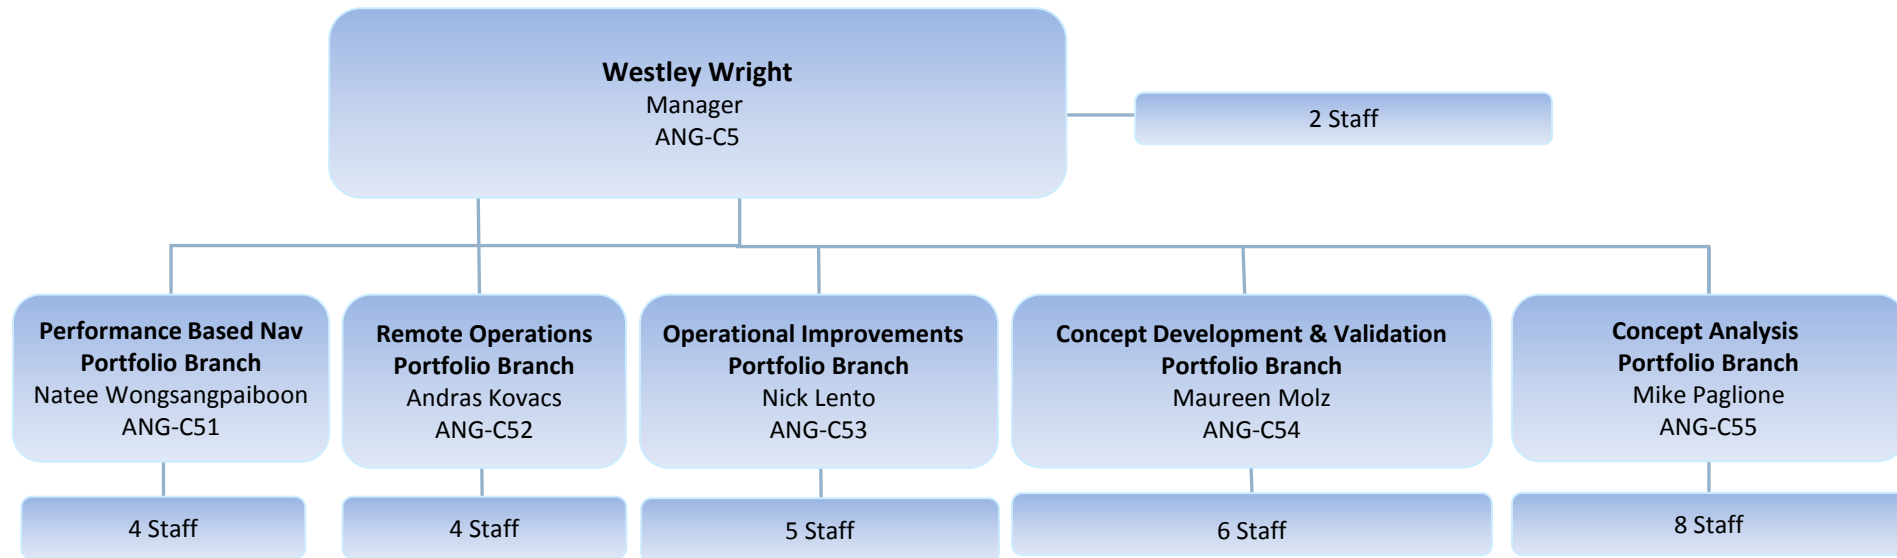 Westley Wright
Manager
ANG-C5
2 Staff
Performance Based Nav
Portfolio Branch
Natee Wongsangpaiboon
ANG-C51
Remote Operations
Portfolio Branch
Andras Kovacs
ANG-C52
Operational Improvements
Portfolio Branch
Nick Lento
ANG-C53
Concept Development & Validation
Portfolio Branch
Maureen Molz
ANG-C54
Concept Analysis
Portfolio Branch
Mike Paglione
ANG-C55
4 Staff
4 Staff
5 Staff
6 Staff
8 Staff